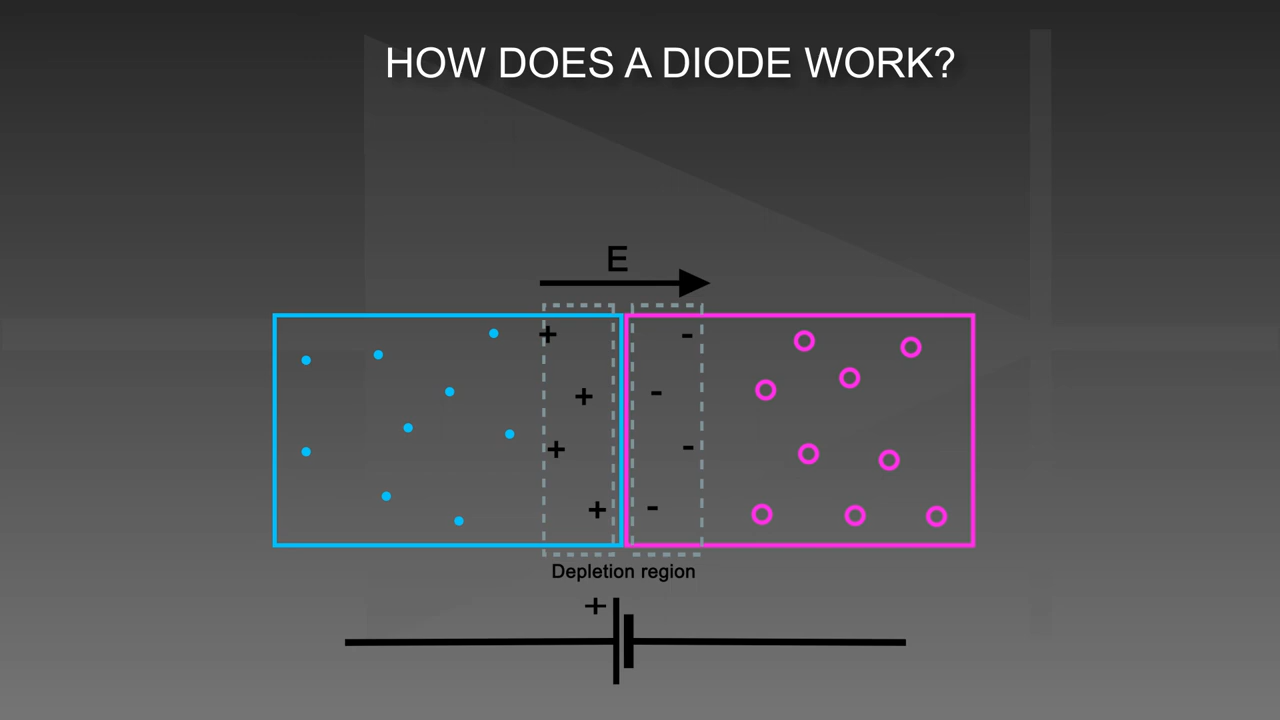 HOW DOES A DIODE WORK?
E
+ -
+ -
+ -
+ -
Depletion region
+